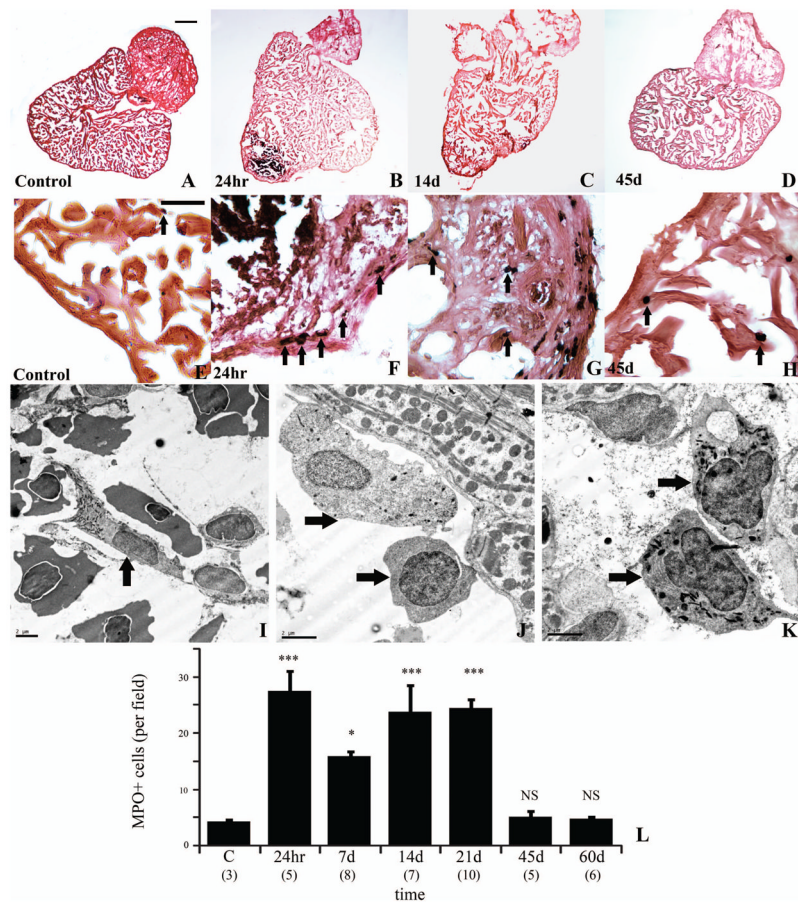 Control A
24hr B
14d C
45d D
Control E
24hr F
G
45d H
2 µm I
2 µm J
K
MPO+ cells (per field)
30
20
10
0
***
*
***
***
NS
NS
L
C 24hr 7d 14d 21d 45d 60d
(3) (5) (8) (7) (10) (5) (6)
time